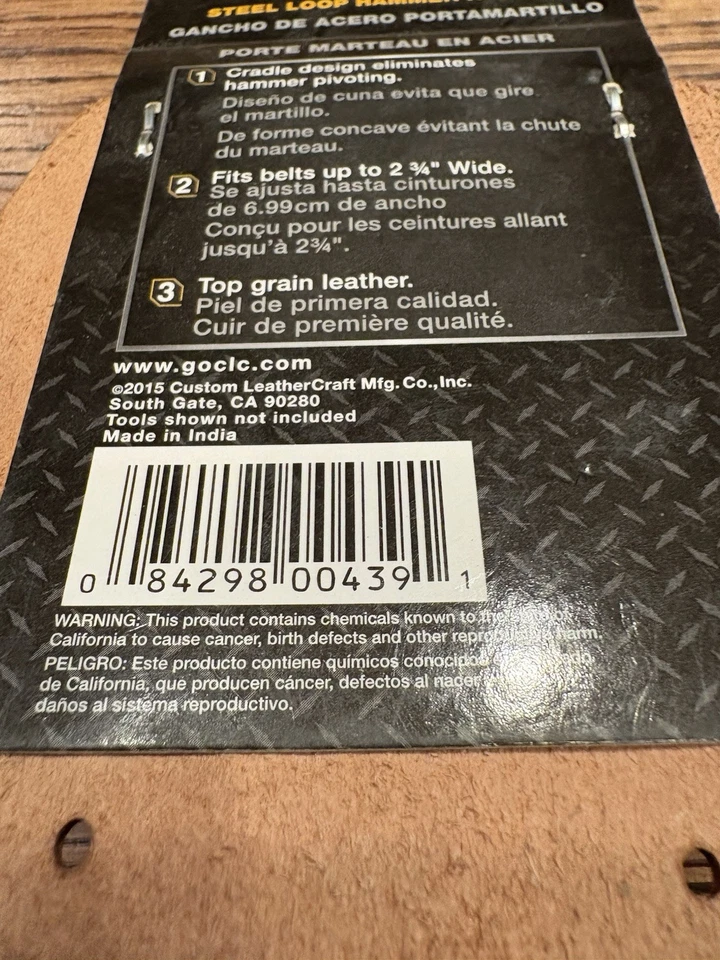 STEEL LOOP
GANCHO DE ACERO PORTAMARTILLO
PORTE MARTEAU EN ACIER
1 Cradle design eliminates
hammer pivoting.
Diseño de cuna evita que gire
el martillo.
De forme concave évitant la chute
du marteau.
2 Fits belts up to 2 ¾" Wide.
Se ajusta hasta cinturones
de 6.99cm de ancho
Conçu pour les ceintures allant
jusqu'à 2¾".
3 Top grain leather.
Piel de primera calidad.
Cuir de première qualité.
www.goclc.com
©2015 Custom LeatherCraft Mfg. Co., Inc.
South Gate, CA 90280
Tools shown not included
Made in India
0 84298 00439 1
WARNING: This product contains chemicals known to the
California to cause cancer, birth defects and other reproductive harm.
PELIGRO: Este producto contiene químicos conocidos
de California, que producen cáncer, defectos al nacer
daños al sistema reproductivo.